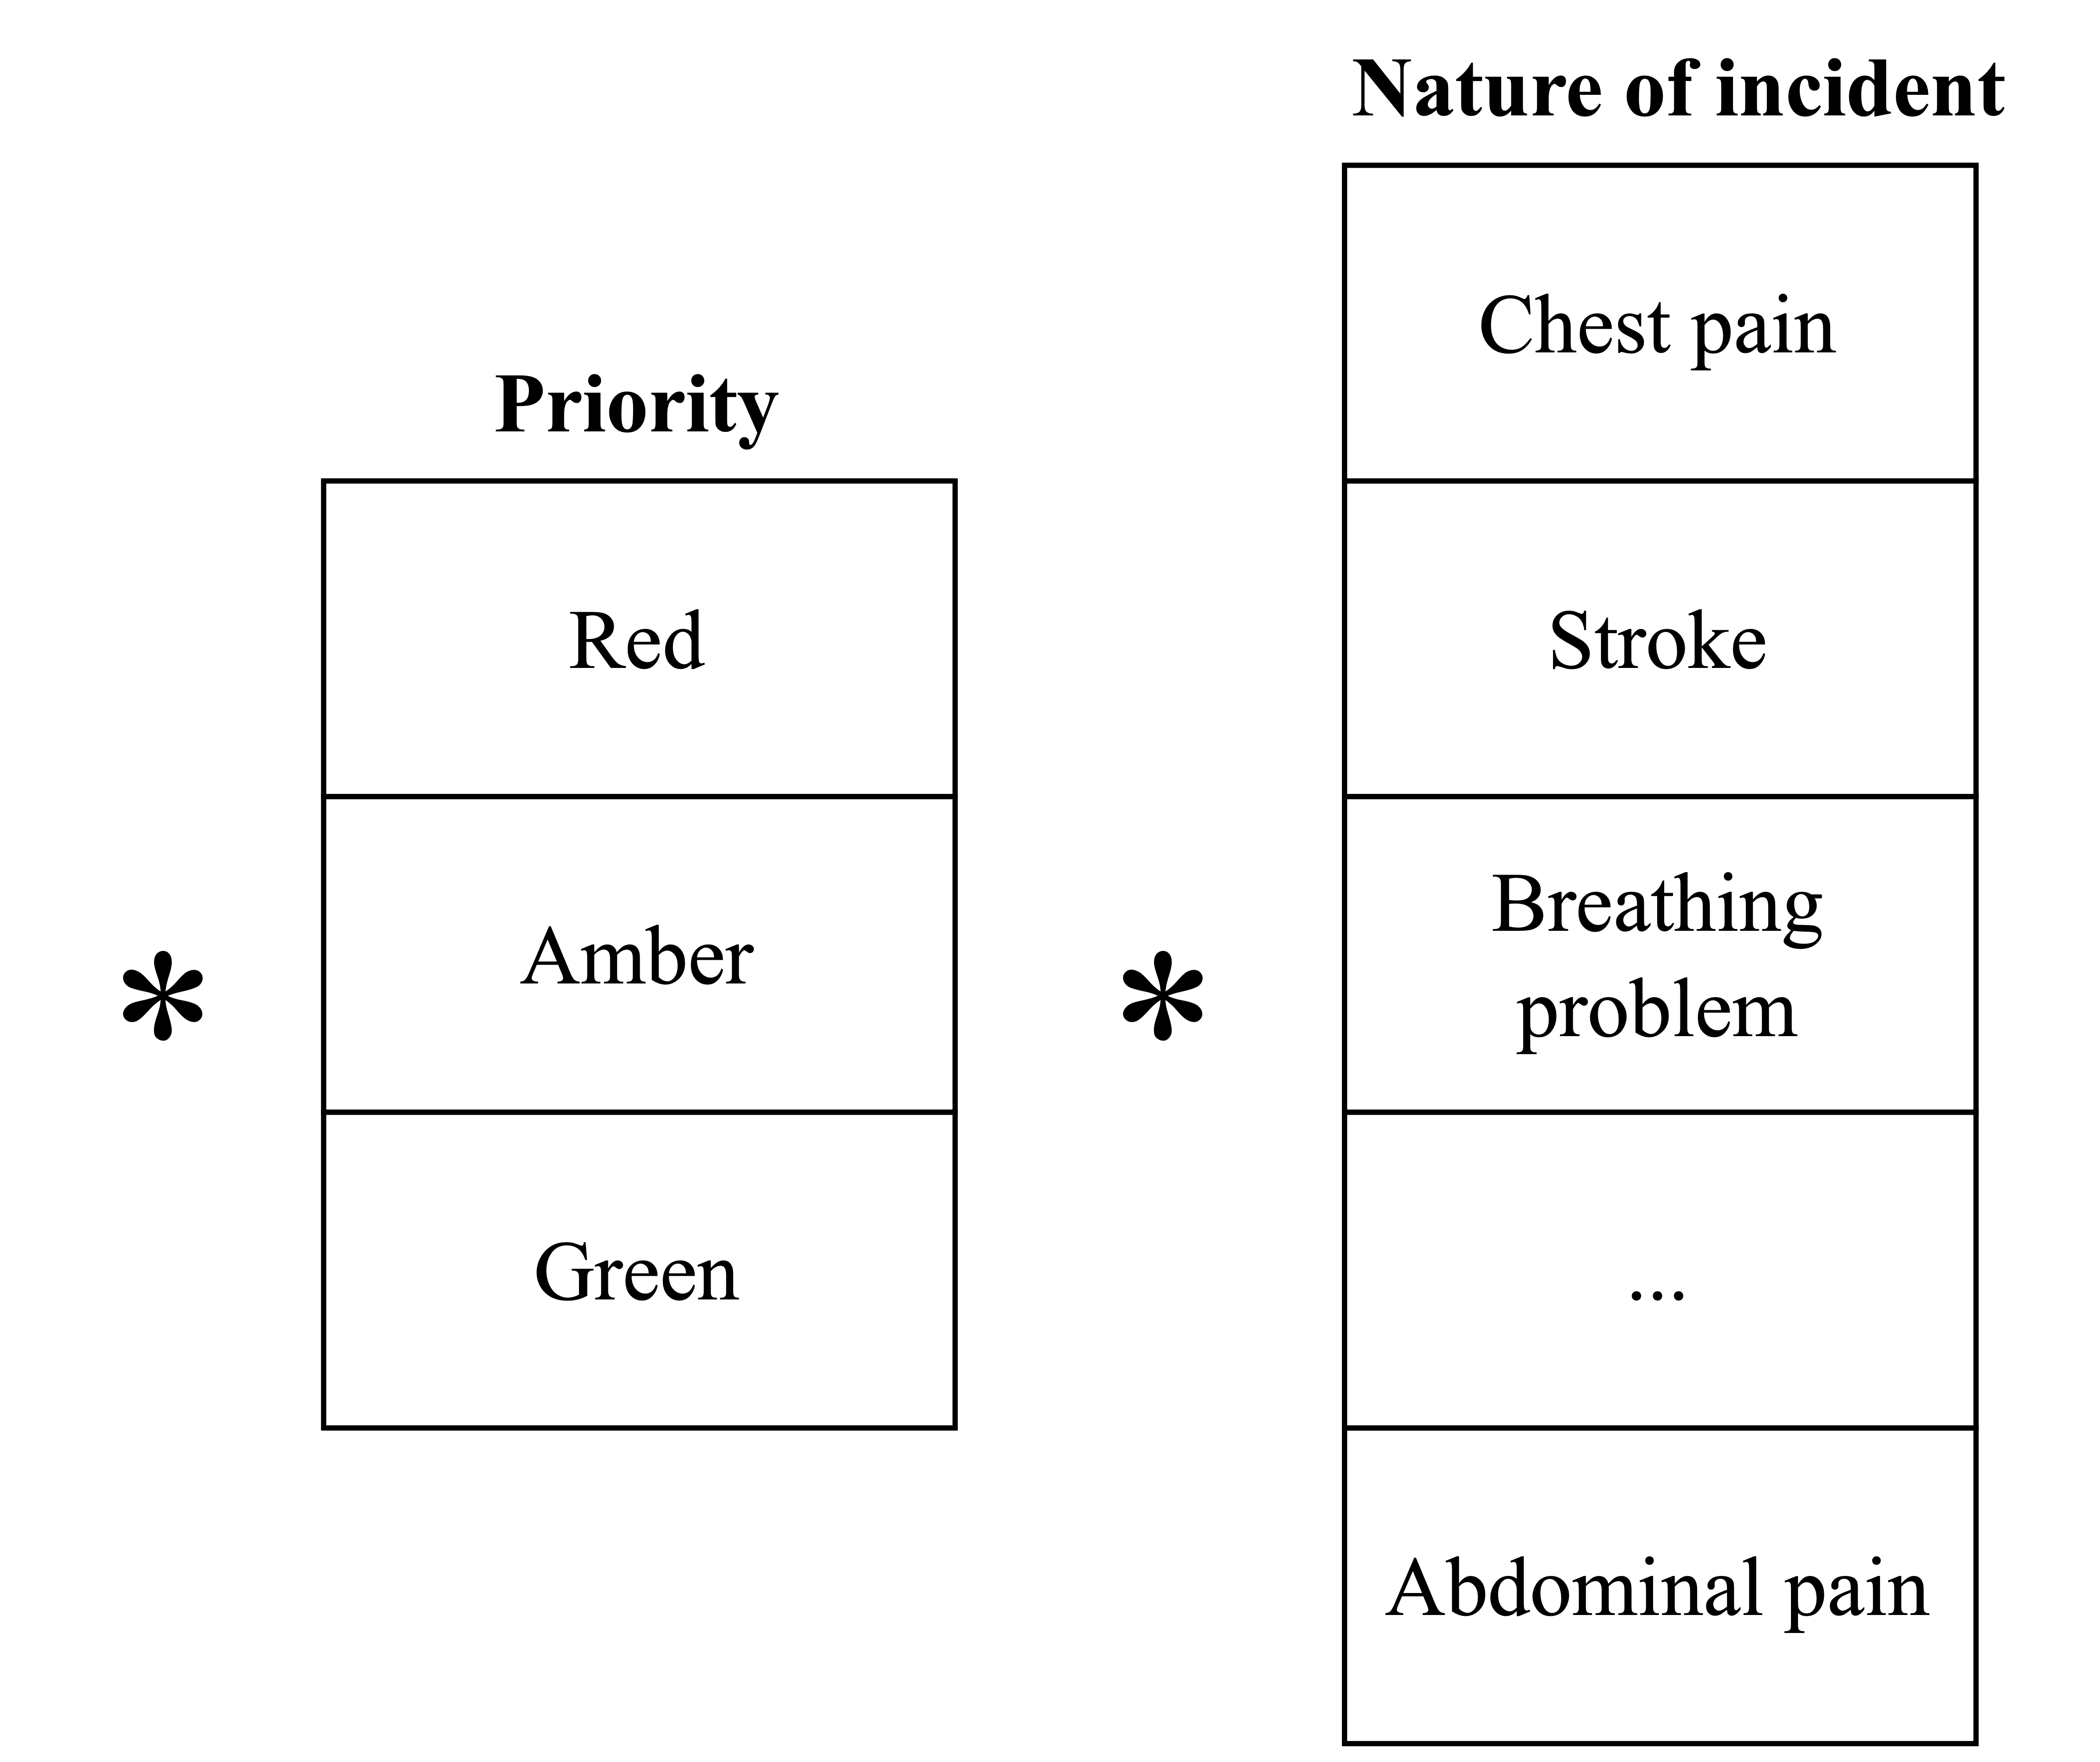 *
Priority
Red
Amber
Green
*
Nature of incident
Chest pain
Stroke
Breathing
problem
...
Abdominal pain